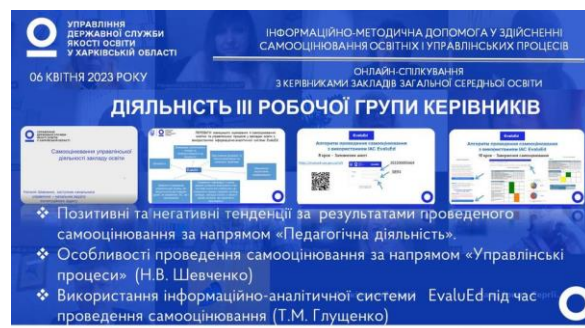 УПРАВЛІННЯ
ДЕРЖАВНОЇ СЛУЖБИ
ЯКОСТІ ОСВІТИ
У ХАРКІВСЬКІЙ ОБЛАСТІ
ІНФОРМАЦІЙНО-МЕТОДИЧНА ДОПОМОГА У ЗДІЙСНЕННІ
САМООЦІНЮВАННЯ ОСВІТНІХ І УПРАВЛІНСЬКИХ ПРОЦЕСІВ
06 КВІТНЯ 2023 РОКУ
ОНЛАЙН-СПІЛКУВАННЯ
З КЕРІВНИКАМИ ЗАКЛАДІВ ЗАГАЛЬНОЇ СЕРЕДНЬОЇ ОСВІТИ
ДІЯЛЬНІСТЬ ІІІ РОБОЧОЇ ГРУПИ КЕРІВНИКІВ
Самооцінювання управлінської
діяльності закладу освіти
EvaluEd
Алгоритм проведення самооцінювання
з використанням ІАС EvaluEd
EvaluEd
Алгоритм проведення самооцінювання
з використанням ІАС EvaluEd
❖ Позитивні та негативні тенденції за результатами проведеного
самооцінювання за напрямом «Педагогічна діяльність».
❖ Особливості проведення самооцінювання за напрямом «Управлінські
процеси» (Н.В. Шевченко)
❖ Використання інформаційно-аналітичної системи EvaluEd під час
проведення самооцінювання (Т.М. Глущенко)